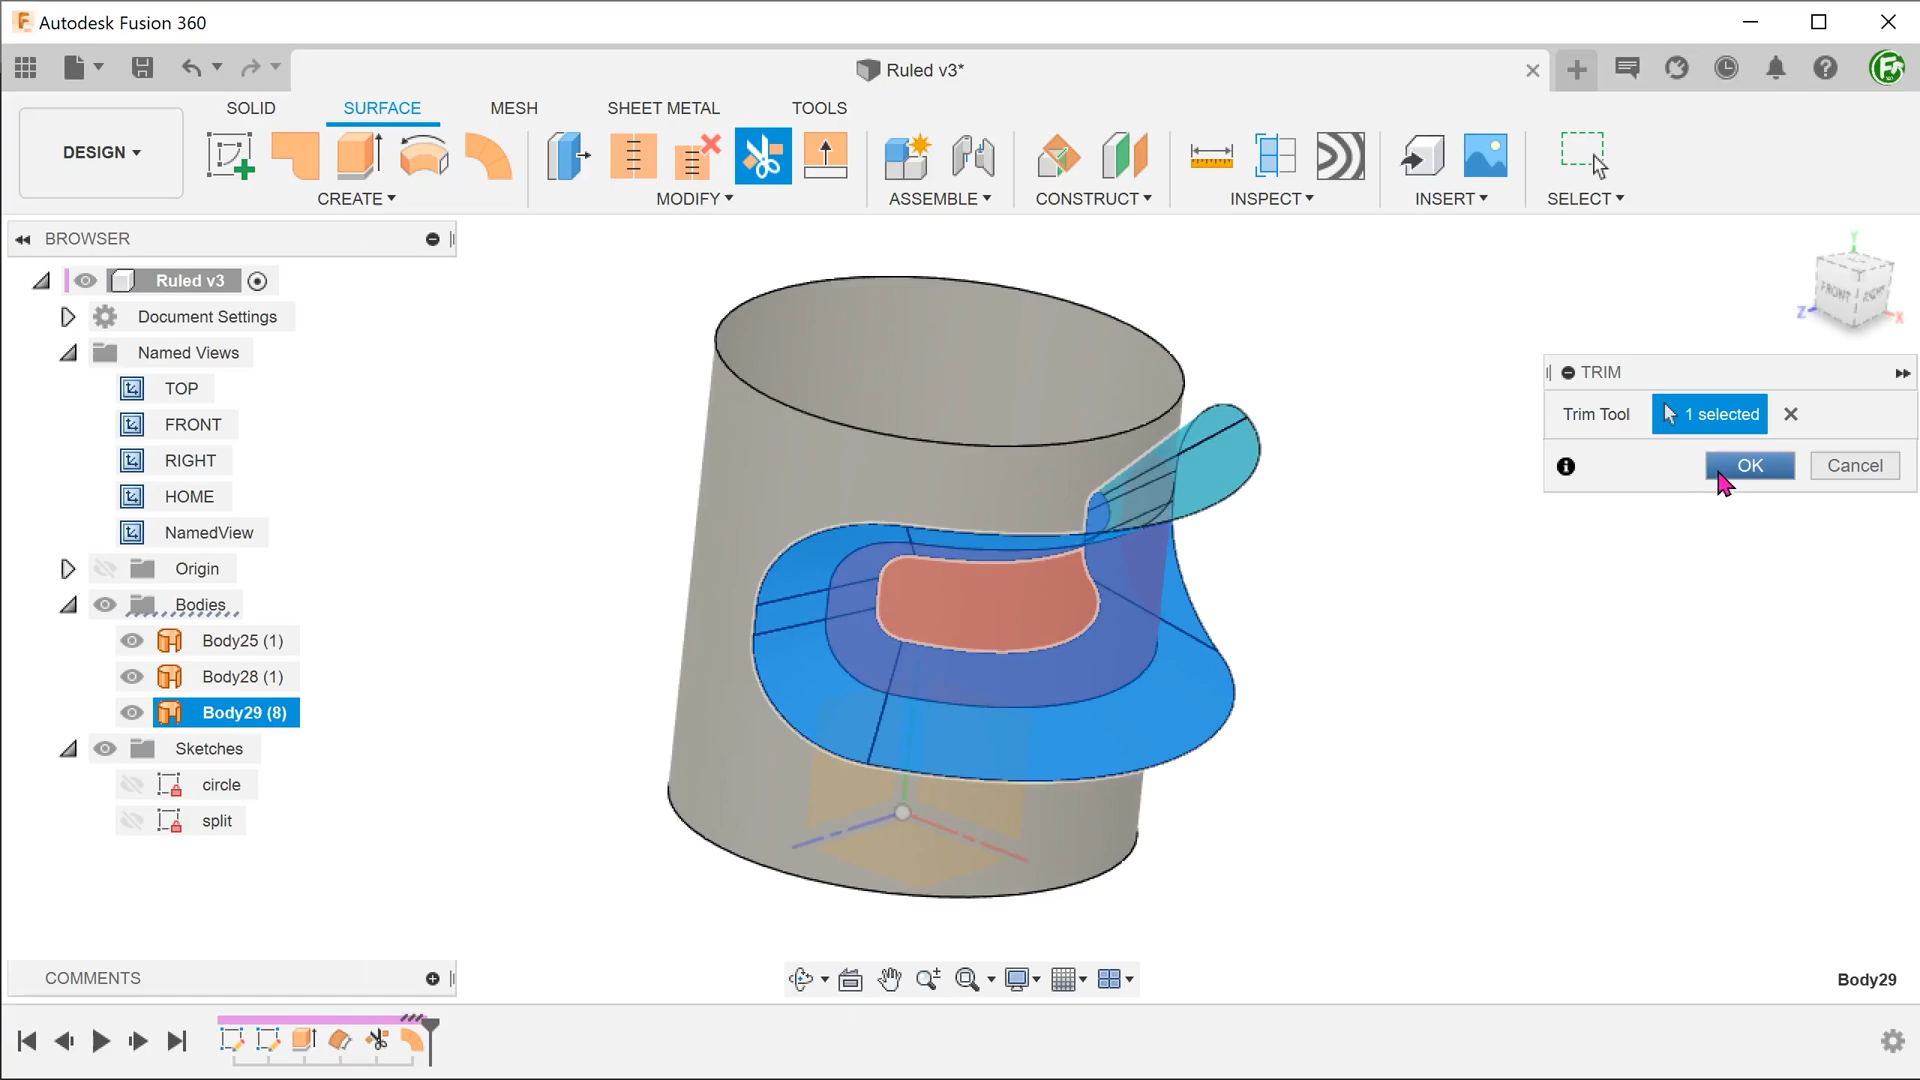 Autodesk Fusion 360
Ruled v3*
SOLID
SURFACE
MESH
SHEET METAL
TOOLS
DESIGN
CREATE
MODIFY
ASSEMBLE
CONSTRUCT
INSPECT
INSERT
SELECT
BROWSER
Ruled v3
Document Settings
Named Views
TOP
FRONT
RIGHT
HOME
NamedView
Origin
Bodies
Body25 (1)
Body28 (1)
Body29 (8)
Sketches
circle
split
Y
FRONT
RIGHT
Z
X
TRIM
Trim Tool
1 selected
OK
Cancel
COMMENTS
Body29